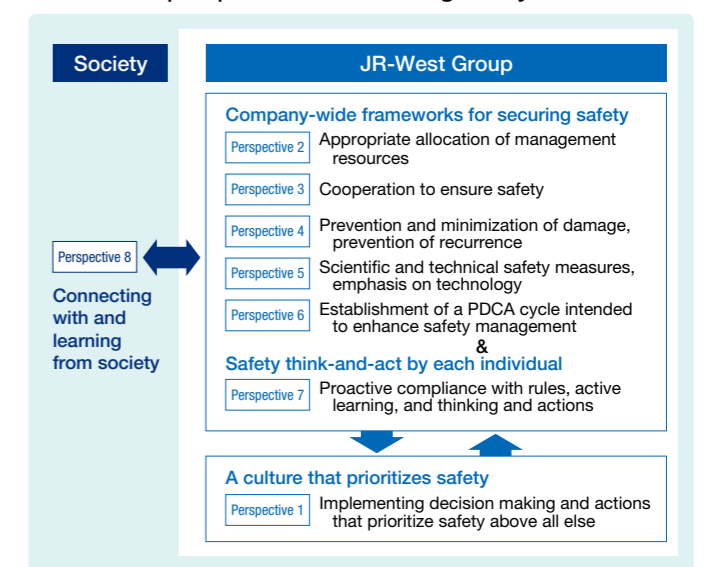 Society
JR-West Group
Company-wide frameworks for securing safety
Perspective 2
Appropriate allocation of management
resources
Perspective 3
Cooperation to ensure safety
Perspective 4
Prevention and minimization of damage,
prevention of recurrence
Perspective 5
Scientific and technical safety measures,
emphasis on technology
Perspective 6
Establishment of a PDCA cycle intended
to enhance safety management
&
Safety think-and-act by each individual
Perspective 7
Proactive compliance with rules, active
learning, and thinking and actions
Perspective 8
Connecting
with and
learning
from society
A culture that prioritizes safety
Perspective 1
Implementing decision making and actions
that prioritize safety above all else